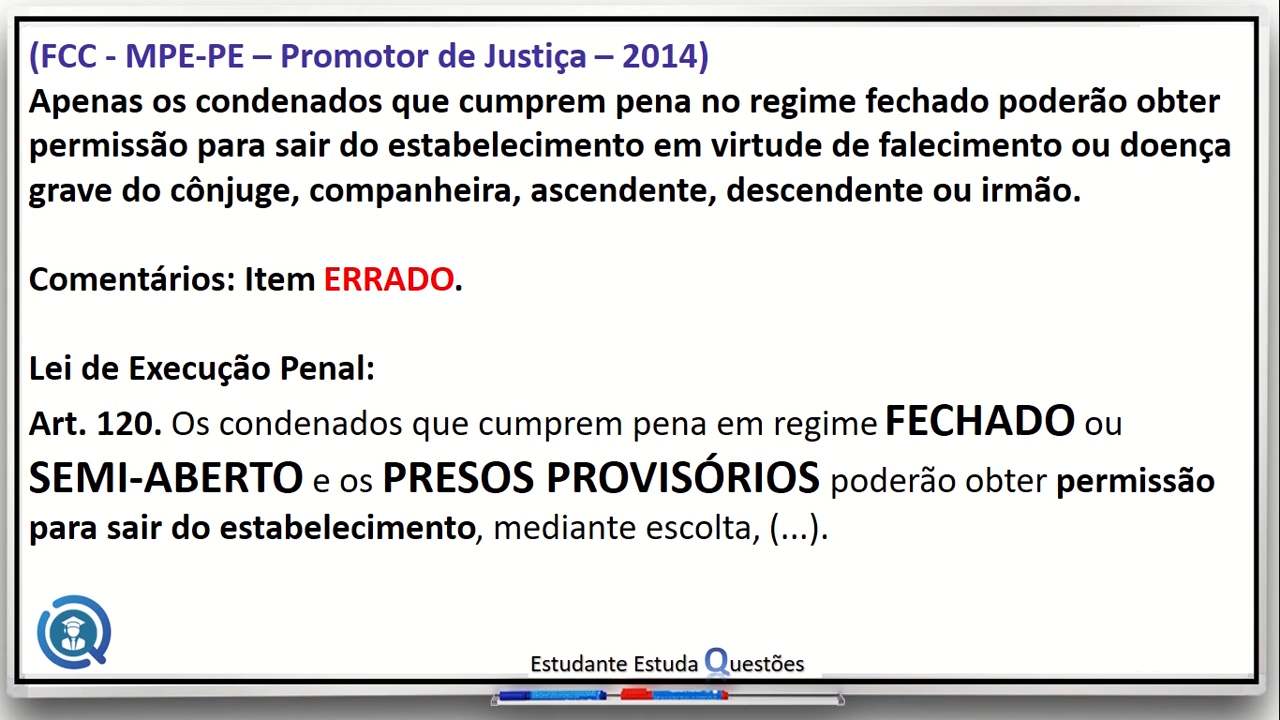 (FCC - MPE-PE – Promotor de Justiça – 2014)
Apenas os condenados que cumprem pena no regime fechado poderão obter
permissão para sair do estabelecimento em virtude de falecimento ou doença
grave do cônjuge, companheira, ascendente, descendente ou irmão.
Comentários: Item ERRADO.
Lei de Execução Penal:
Art. 120. Os condenados que cumprem pena em regime FECHADO ou
SEMI-ABERTO e os PRESOS PROVISÓRIOS poderão obter permissão
para sair do estabelecimento, mediante escolta, (...).
Estudante Estuda Questões